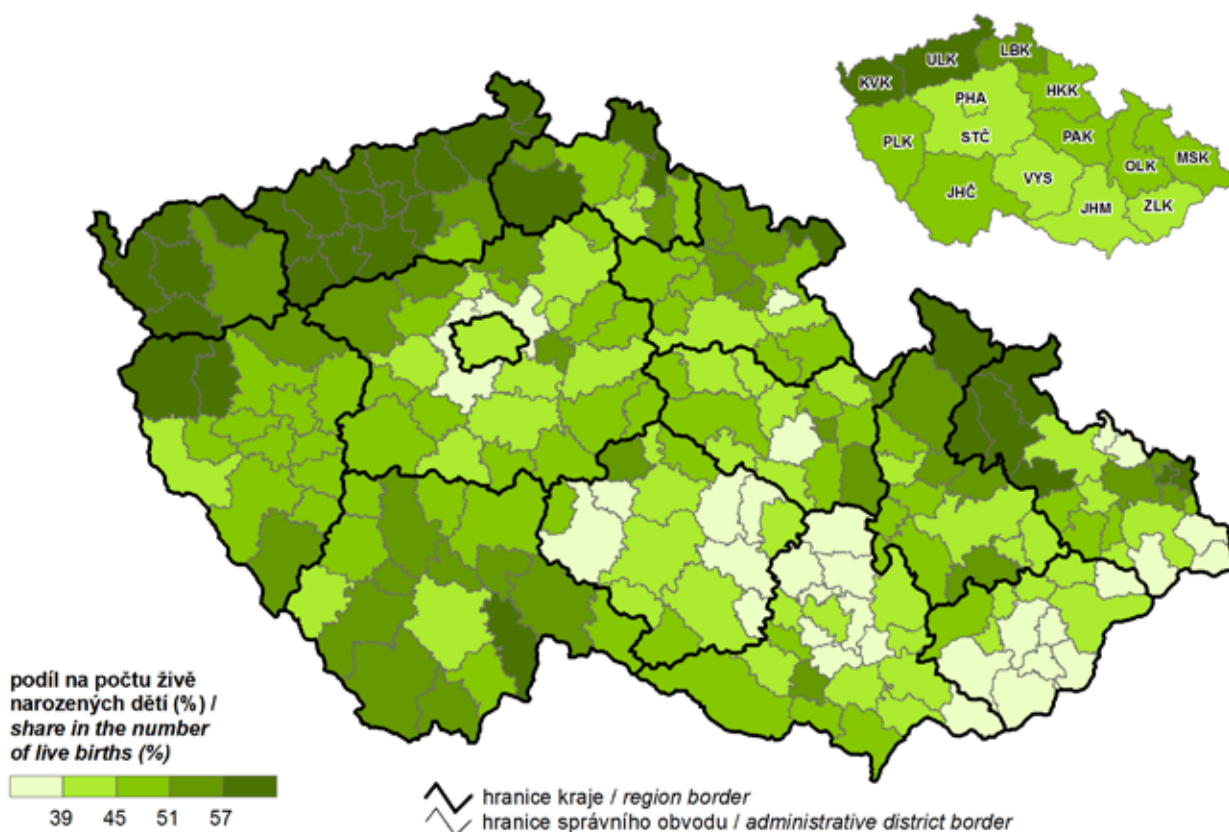 ULK
LBK
KVK
HKK
PHA
PLK
STČ
PAK
OLK
MSK
VYS
JHČ
JHM
ZLK
podíl na počtu živě
narozených dětí (%) /
share in the number
of live births (%)
39 45 51 57
hranice kraje / region border
hranice správního obvodu / administrative district border